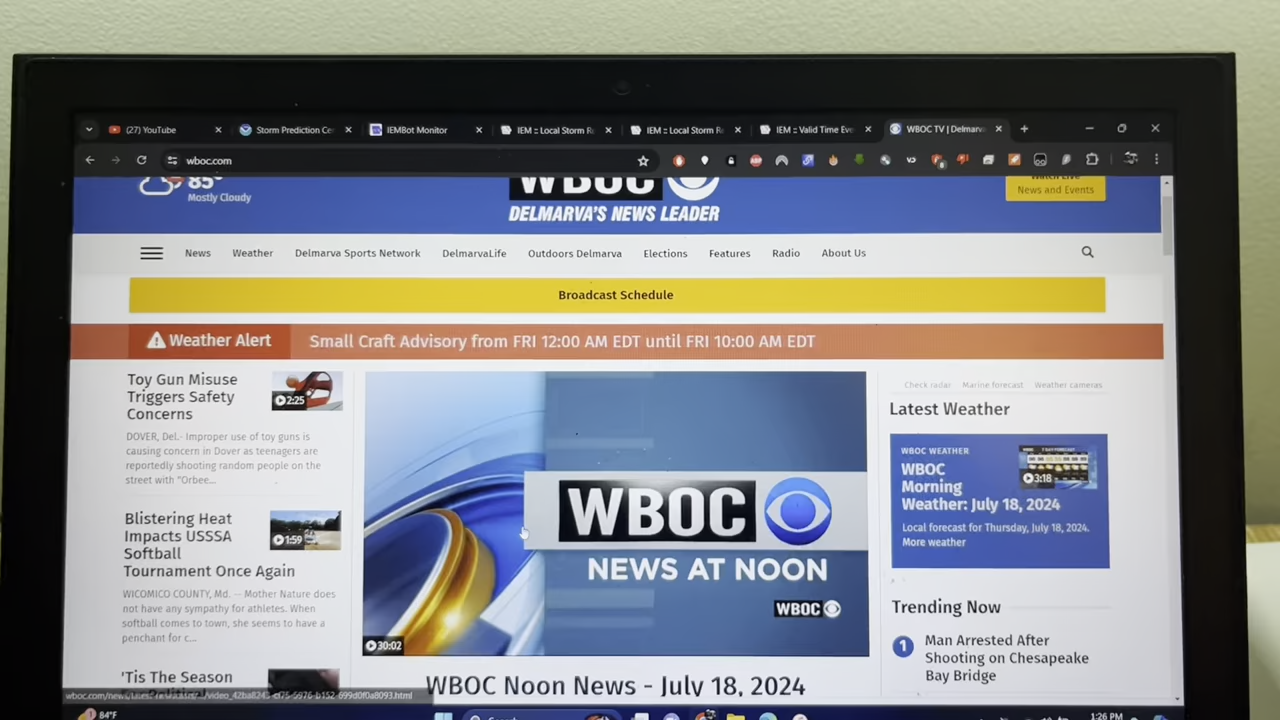 (27) YouTube
Storm Prediction Ce
IEMBot Monitor
IEM :: Local Storm R
IEM :: Local Storm R
IEM :: Valid Time Eve
WBOC TV | Delmarva
wboc.com
85°
Mostly Cloudy
WBOC
DELMARVA'S NEWS LEADER
Watch Live
News and Events
News
Weather
Delmarva Sports Network
DelmarvaLife
Outdoors Delmarva
Elections
Features
Radio
About Us
Broadcast Schedule
Weather Alert
Small Craft Advisory from FRI 12:00 AM EDT until FRI 10:00 AM EDT
Toy Gun Misuse
Triggers Safety
Concerns
2:25
DOVER, Del.- Improper use of toy guns is
causing concern in Dover as teenagers are
reportedly shooting random people on the
street with "Orbee...
Blistering Heat
Impacts USSSA
Softball
Tournament Once Again
1:59
WICOMICO COUNTY, Md. -- Mother Nature does
not have any sympathy for athletes. When
softball comes to town, she seems to have a
penchant for c...
'Tis The Season
WBOC
NEWS AT NOON
WBOC
30:02
WBOC Noon News - July 18, 2024
Check radar
Marine forecast
Weather cameras
Latest Weather
WBOC WEATHER
WBOC
Morning
Weather: July 18, 2024
3:18
Local forecast for Thursday, July 18, 2024.
More weather
Trending Now
1
Man Arrested After
Shooting on Chesapeake
Bay Bridge
84°F
1:26 PM